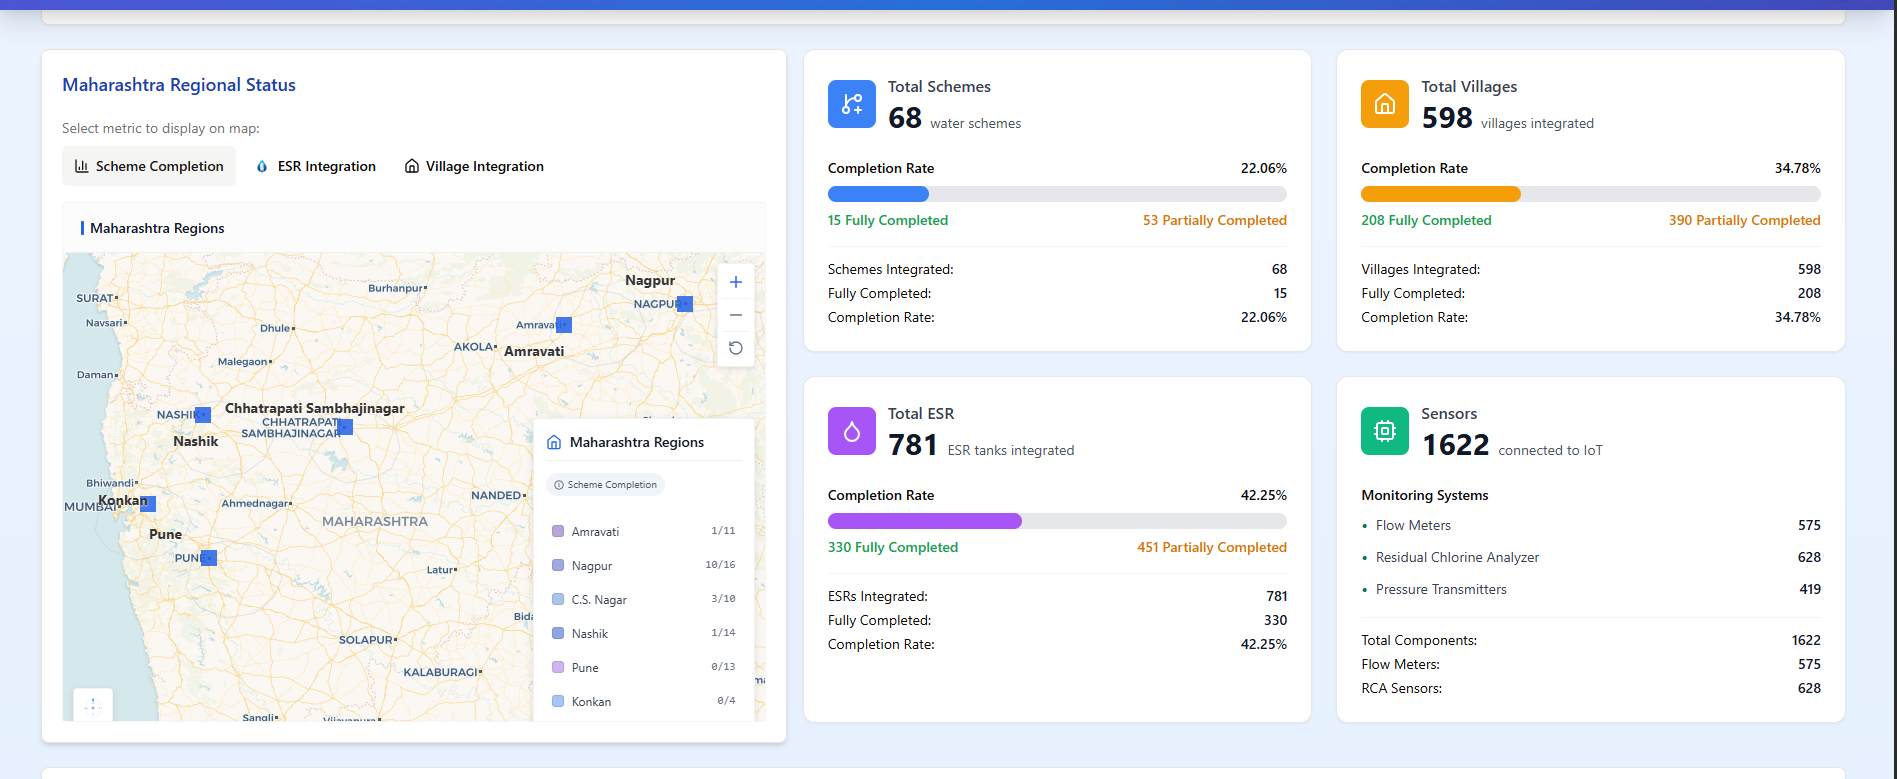 Maharashtra Regional Status
Select metric to display on map:
Scheme Completion
ESR Integration
Village Integration
Maharashtra Regions
SURAT
Navsari
Burhanpur
Nagpur
NAGPUR
Dhule
Amravati
AKOLA
Amravati
Malegaon
Daman
NASHIK
Nashik
Chhatrapati Sambhajinagar
CHHATRAPATI
SAMBHAJINAGAR
Bhiwandi
Konkan
MUMBAI
Ahmednagar
NANDED
MAHARASHTRA
Pune
PUNE
Latur
SOLAPUR
KALABURAGI
Sangli
Vijayapura
Maharashtra Regions
Scheme Completion
Amravati 1/11
Nagpur 10/16
C.S. Nagar 3/10
Nashik 1/14
Pune 0/13
Konkan 0/4
Total Schemes
68 water schemes
Completion Rate 22.06%
15 Fully Completed 53 Partially Completed
Schemes Integrated: 68
Fully Completed: 15
Completion Rate: 22.06%
Total Villages
598 villages integrated
Completion Rate 34.78%
208 Fully Completed 390 Partially Completed
Villages Integrated: 598
Fully Completed: 208
Completion Rate: 34.78%
Total ESR
781 ESR tanks integrated
Completion Rate 42.25%
330 Fully Completed 451 Partially Completed
ESRs Integrated: 781
Fully Completed: 330
Completion Rate: 42.25%
Sensors
1622 connected to IoT
Monitoring Systems
• Flow Meters 575
• Residual Chlorine Analyzer 628
• Pressure Transmitters 419
Total Components: 1622
Flow Meters: 575
RCA Sensors: 628